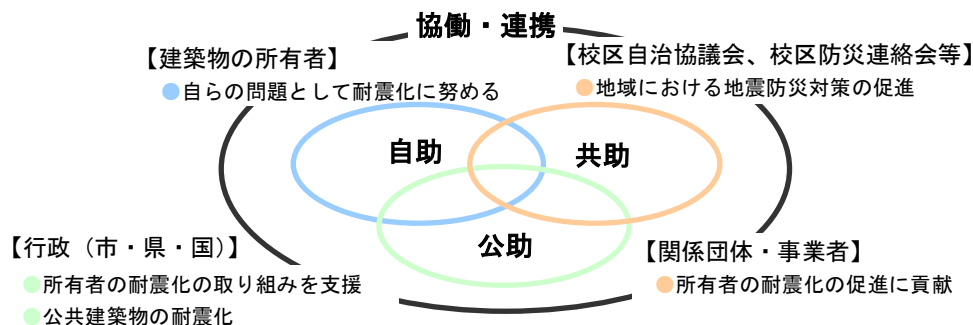 協働・連携
【建築物の所有者】
●自らの問題として耐震化に努める
【校区自治協議会、校区防災連絡会等】
●地域における地震防災対策の促進
自助
共助
公助
【行政（市・県・国）】
●所有者の耐震化の取り組みを支援
●公共建築物の耐震化
【関係団体・事業者】
●所有者の耐震化の促進に貢献